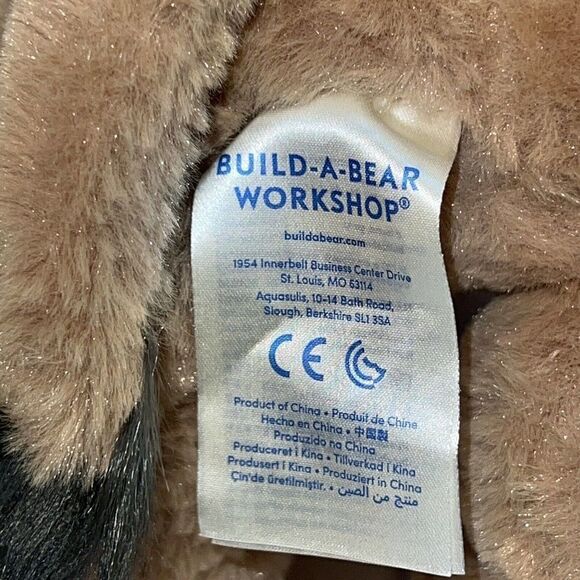 BUILD-A-BEAR
WORKSHOP®
buildabear.com
1954 Innerbelt Business Center Drive
St. Louis, MO 63114
Aquasulis, 10-14 Bath Road,
Slough, Berkshire SL1 3SA
CE
Product of China • Produit de Chine
Hecho en China • 中國製
Produzido na China
Produceret i Kina • Tillverkad i Kina
Produsert i Kina • Produziert in China
Çin'de üretilmiştir. • منتج من الصين